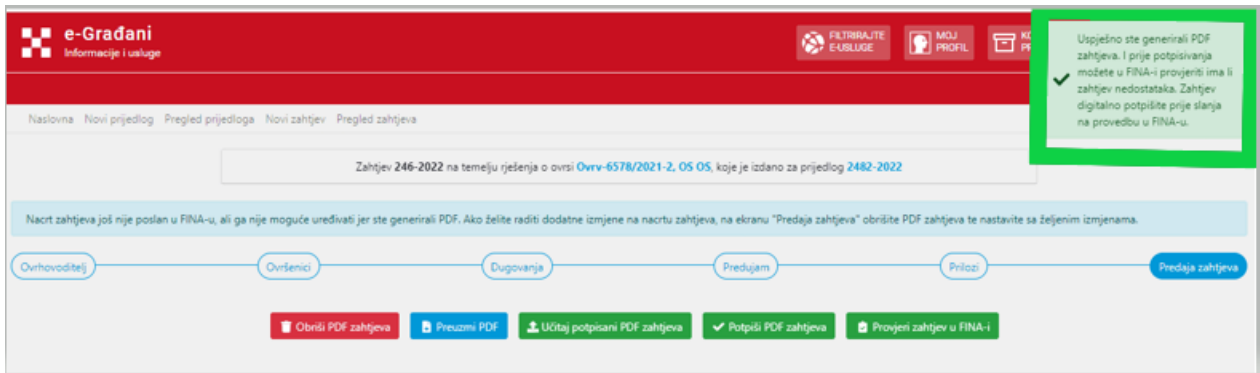 e-Građani
Informacije i usluge
FILTRIRAJTE
E-USLUGE
MOJ
PROFIL
Uspješno ste generirali PDF
zahtjeva. I prije potpisivanja
možete u FINA-i provjeriti ima li
zahtjev nedostataka. Zahtjev
digitalno potpišite prije slanja
na provedbu u FINA-u.
Naslovna Novi prijedlog Pregled prijedloga Novi zahtjev Pregled zahtjeva
Zahtjev 246-2022 na temelju rješenja o ovrsi Ovrv-6578/2021-2, OS OS, koje je izdano za prijedlog 2482-2022
Nacrt zahtjeva još nije poslan u FINA-u, ali ga nije moguće uređivati jer ste generirali PDF. Ako želite raditi dodatne izmjene na nacrtu zahtjeva, na ekranu "Predaja zahtjeva" obrišite PDF zahtjeva te nastavite sa željenim izmjenama.
Ovrhovoditelj Ovršenici Dugovanja Predujam Prilozi Predaja zahtjeva
Obriši PDF zahtjeva Preuzmi PDF Učitaj potpisani PDF zahtjeva Potpiši PDF zahtjeva Provjeri zahtjev u FINA-i